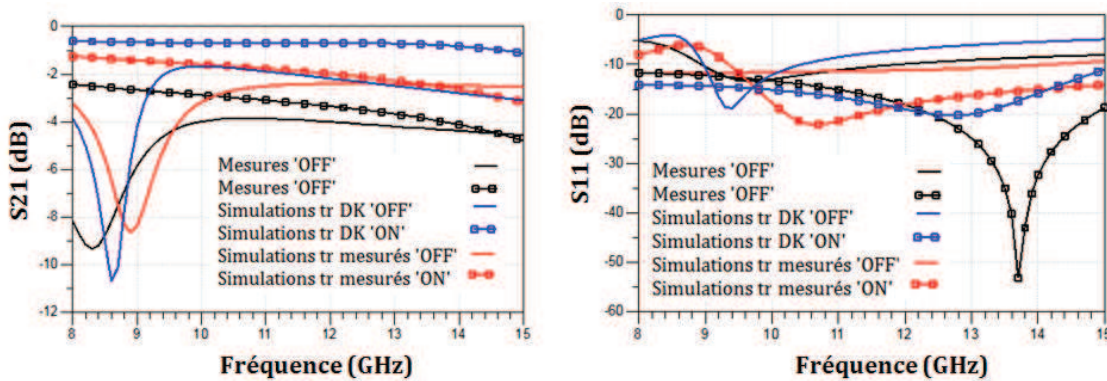 S21 (dB)
0
-2
-4
-6
-8
-10
-12
Mesures 'OFF'
Mesures 'OFF'
Simulations tr DK 'OFF'
Simulations tr DK 'ON'
Simulations tr mesurés 'OFF'
Simulations tr mesurés 'ON'
8 9 10 11 12 13 14 15
Fréquence (GHz)
S11 (dB)
0
-10
-20
-30
-40
-50
-60
Mesures 'OFF'
Mesures 'OFF'
Simulations tr DK 'OFF'
Simulations tr DK 'ON'
Simulations tr mesurés 'OFF'
Simulations tr mesurés 'ON'
8 9 10 11 12 13 14 15
Fréquence (GHz)